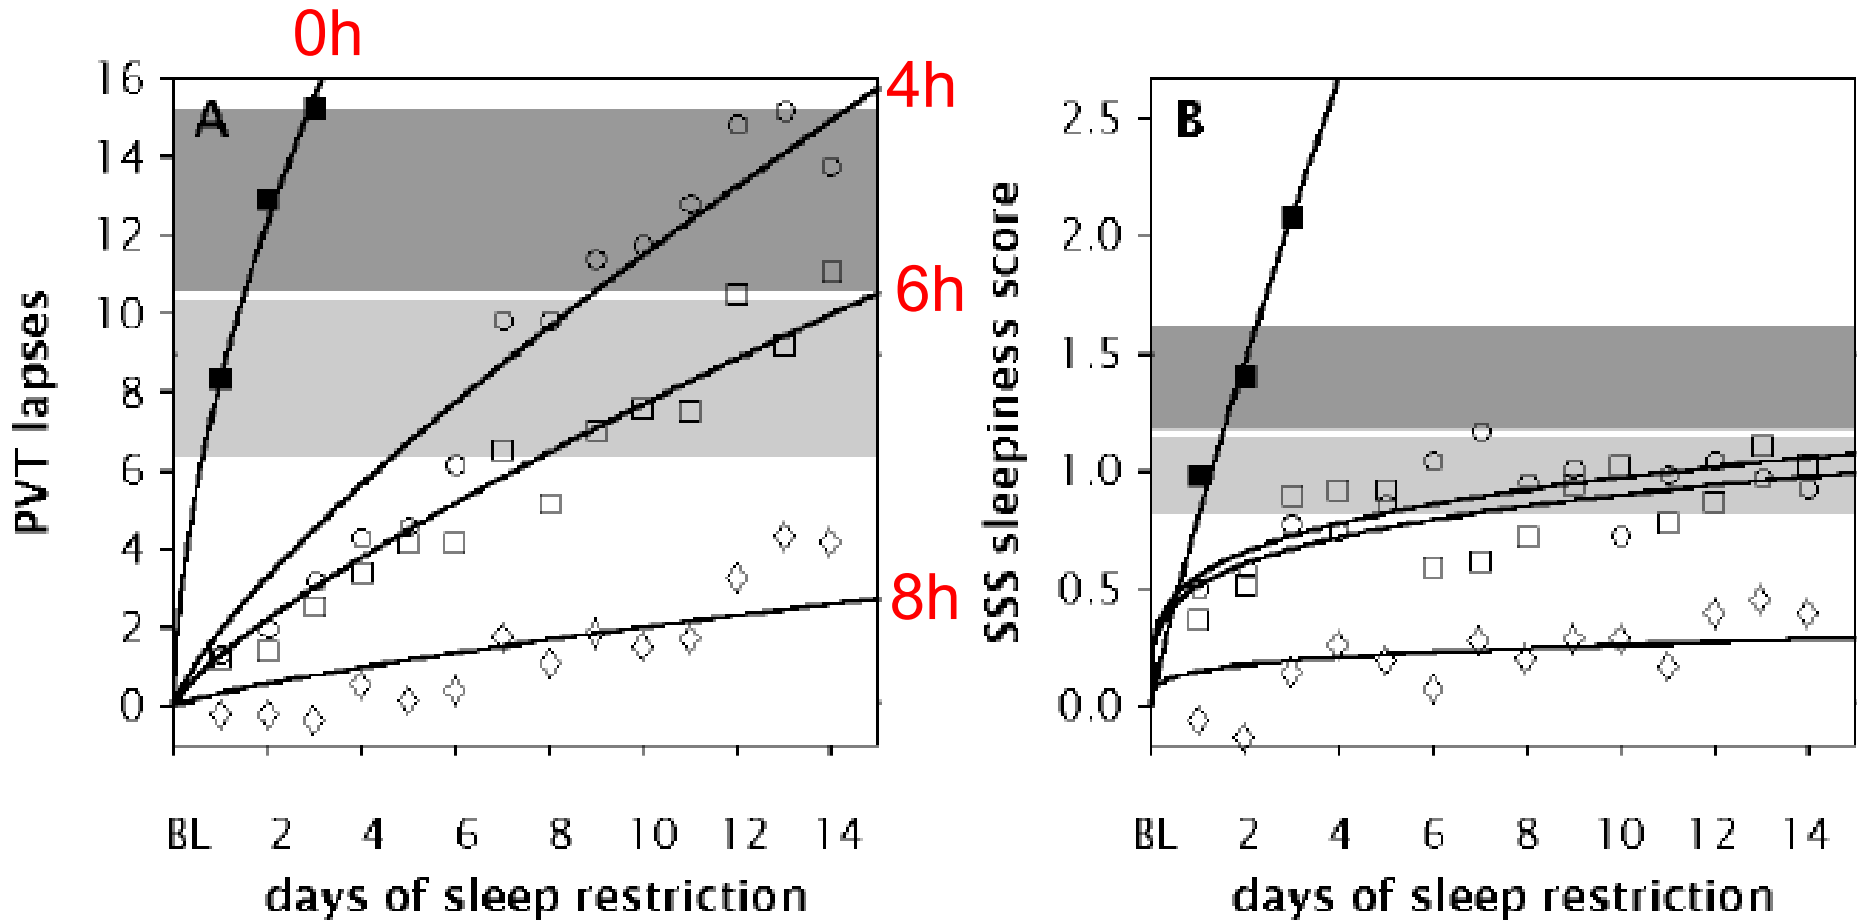 0h
16
14
12
10
8
6
4
2
0
A
4h
6h
8h
PVT lapses
BL 2 4 6 8 10 12 14
days of sleep restriction
2.5
2.0
1.5
1.0
0.5
0.0
B
SSS sleepiness score
BL 2 4 6 8 10 12 14
days of sleep restriction